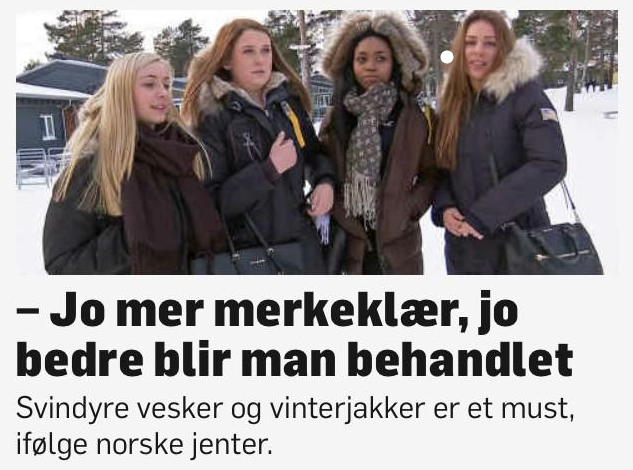 – Jo mer merkeklær, jo
bedre blir man behandlet
Svindyre vesker og vinterjakker er et must,
ifølge norske jenter.